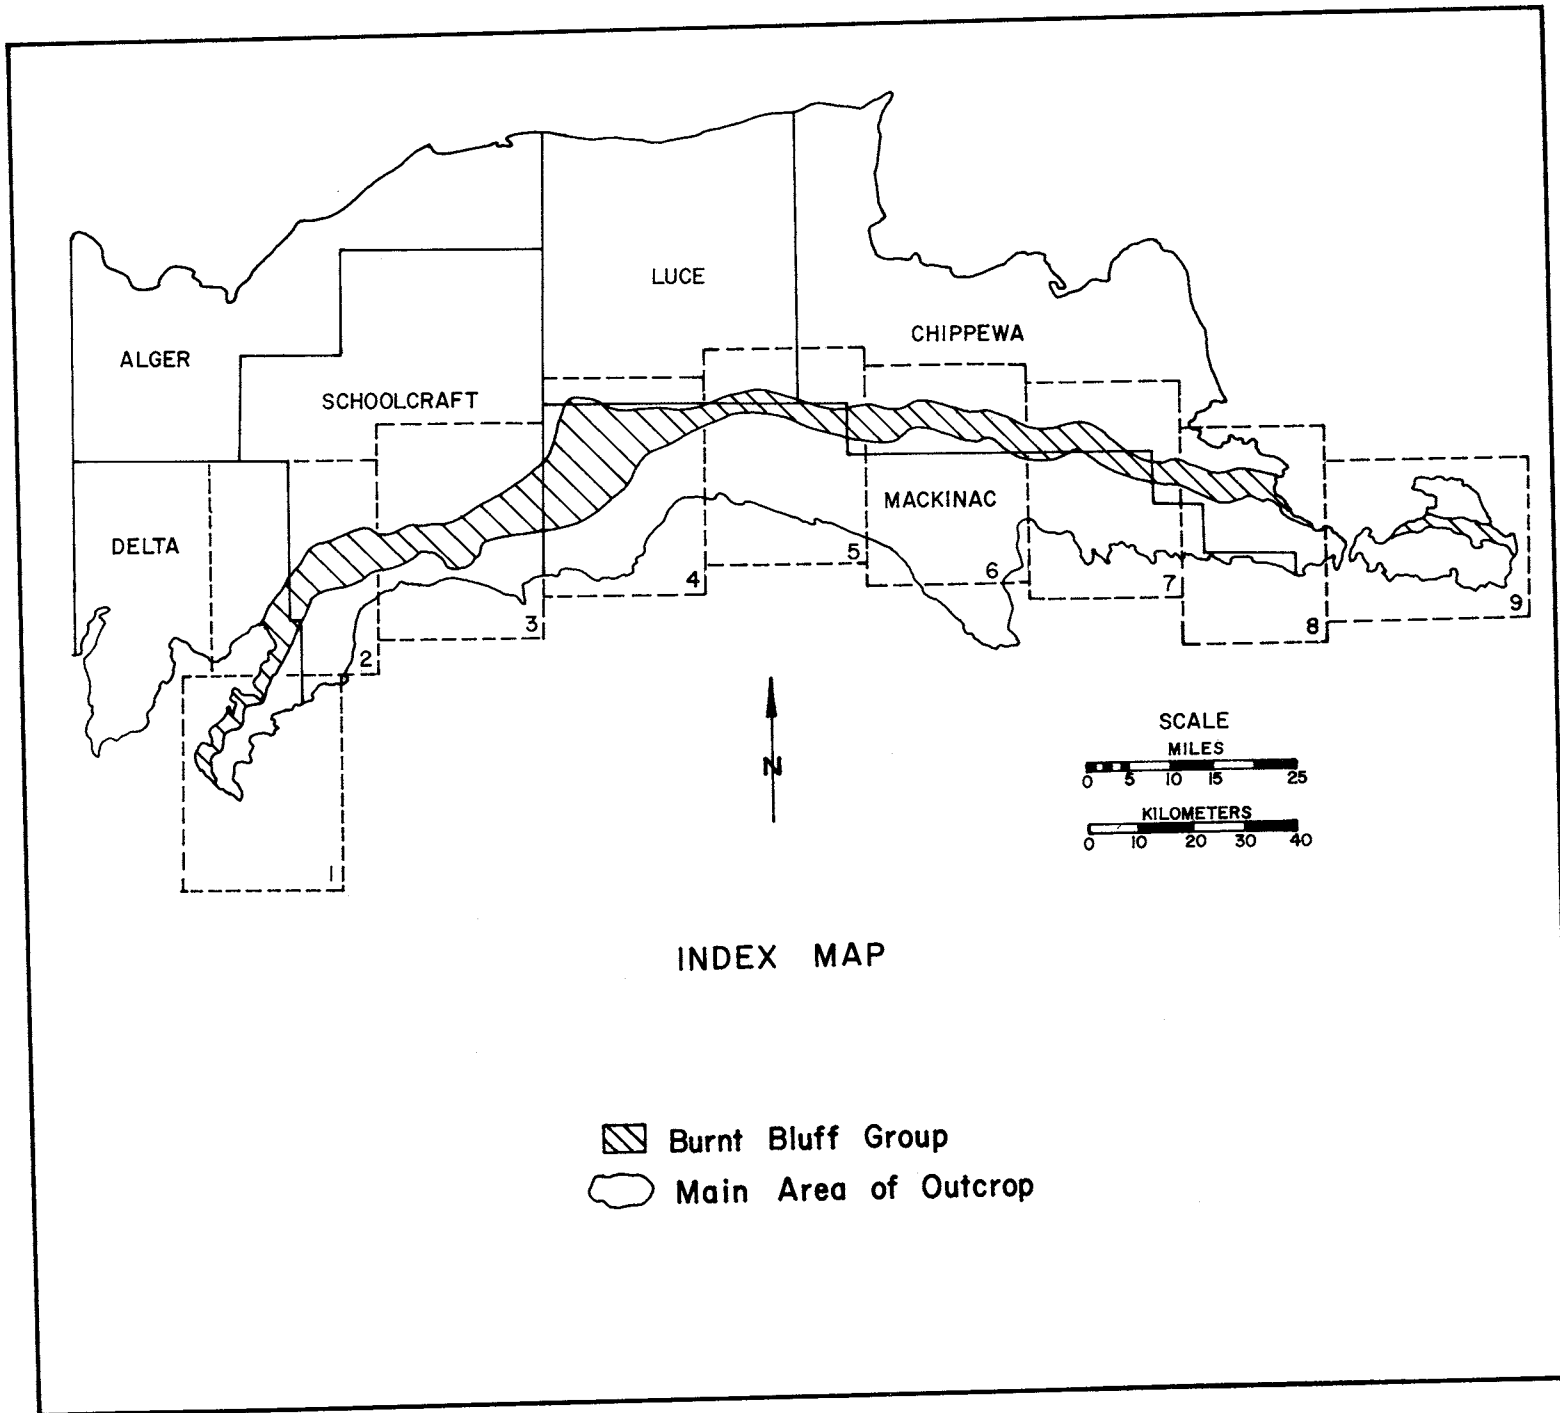 LUCE
CHIPPEWA
ALGER
SCHOOLCRAFT
MACKINAC
DELTA
5
4
6
7
9
3
8
2
1
N
SCALE
MILES
0 5 10 15 25
KILOMETERS
0 10 20 30 40
INDEX MAP
Burnt Bluff Group
Main Area of Outcrop